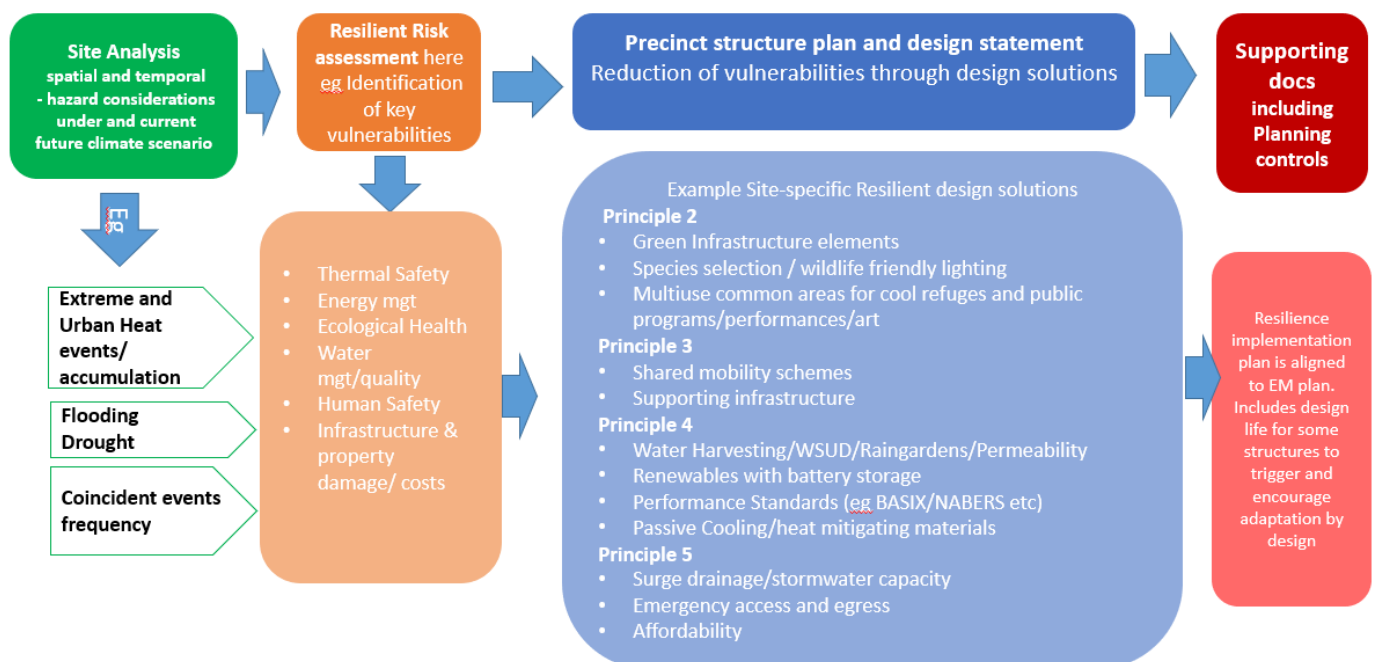 Site Analysis
spatial and temporal
- hazard considerations
under and current
future climate scenario
Resilient Risk
assessment here
eg Identification
of key
vulnerabilities
Precinct structure plan and design statement
Reduction of vulnerabilities through design solutions
Supporting
docs
including
Planning
controls
Eg
Extreme and
Urban Heat
events/
accumulation
Flooding
Drought
Coincident events
frequency
• Thermal Safety
• Energy mgt
• Ecological Health
• Water
mgt/quality
• Human Safety
• Infrastructure &
property
damage/ costs
Example Site-specific Resilient design solutions
Principle 2
• Green Infrastructure elements
• Species selection / wildlife friendly lighting
• Multiuse common areas for cool refuges and public
programs/performances/art
Principle 3
• Shared mobility schemes
• Supporting infrastructure
Principle 4
• Water Harvesting/WSUD/Raingardens/Permeability
• Renewables with battery storage
• Performance Standards (eg BASIX/NABERS etc)
• Passive Cooling/heat mitigating materials
Principle 5
• Surge drainage/stormwater capacity
• Emergency access and egress
• Affordability
Resilience
implementation
plan is aligned
to EM plan.
Includes design
life for some
structures to
trigger and
encourage
adaptation by
design